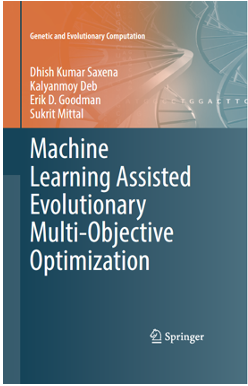 Genetic and Evolutionary Computation
Dhish Kumar Saxena
Kalyanmoy Deb
Erik D. Goodman
Sukrit Mittal
CTGGACTTC
Machine
Learning Assisted
Evolutionary
Multi-Objective
Optimization
Springer